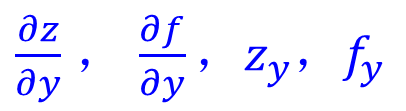 ∂z/∂y , ∂f/∂y , z_y , f_y